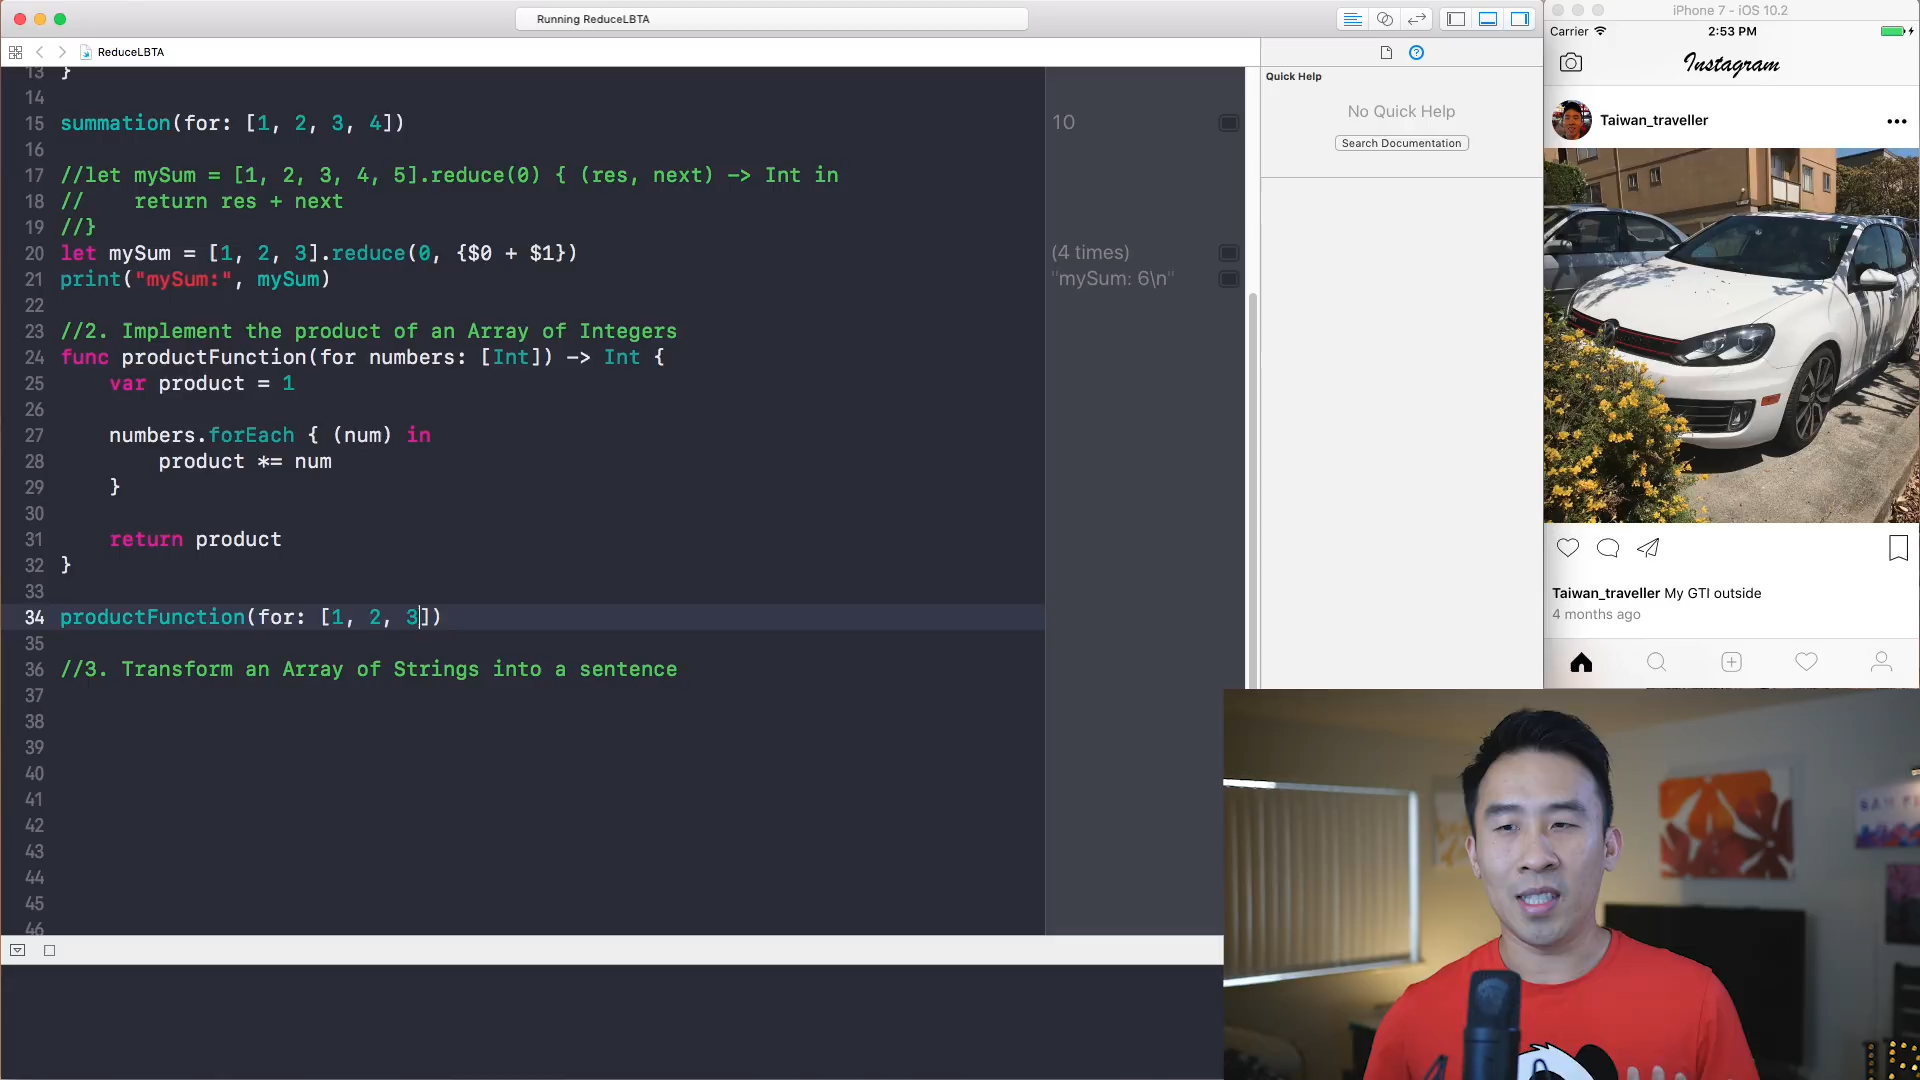 Running ReduceLBTA
ReduceLBTA
13 }
14
15 summation(for: [1, 2, 3, 4])
10
16
17 //let mySum = [1, 2, 3, 4, 5].reduce(0) { (res, next) -> Int in
18 //    return res + next
19 //}
20 let mySum = [1, 2, 3].reduce(0, {$0 + $1})
(4 times)
21 print("mySum:", mySum)
"mySum: 6\n"
22
23 //2. Implement the product of an Array of Integers
24 func productFunction(for numbers: [Int]) -> Int {
25     var product = 1
26
27     numbers.forEach { (num) in
28         product *= num
29     }
30
31     return product
32 }
33
34 productFunction(for: [1, 2, 3])
35
36 //3. Transform an Array of Strings into a sentence
37
38
39
40
41
42
43
44
45
46
Quick Help
No Quick Help
Search Documentation
iPhone 7 - iOS 10.2
Carrier
2:53 PM
Instagram
Taiwan_traveller
Taiwan_traveller My GTI outside
4 months ago